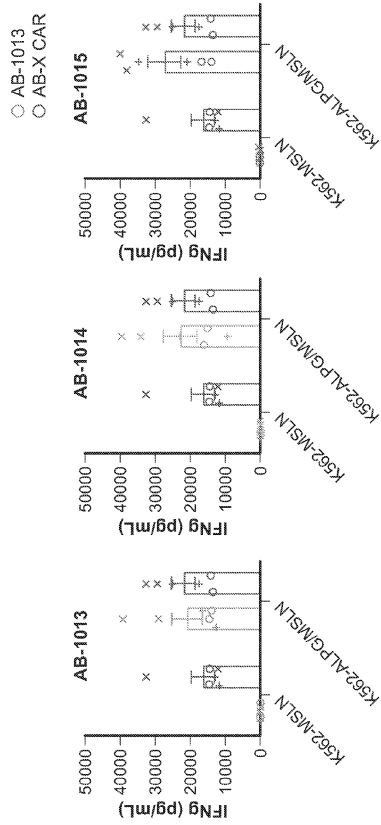 AB-1013
IFNg (pg/mL)
50000
40000
30000
20000
10000
0
K562-MSLN
K562-ALPG/MSLN
AB-1014
IFNg (pg/mL)
50000
40000
30000
20000
10000
0
K562-MSLN
K562-ALPG/MSLN
AB-1015
IFNg (pg/mL)
50000
40000
30000
20000
10000
0
K562-MSLN
K562-ALPG/MSLN
AB-1013
AB-X CAR